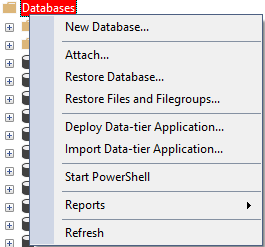 Databases
New Database...
Attach...
Restore Database...
Restore Files and Filegroups...
Deploy Data-tier Application...
Import Data-tier Application...
Start PowerShell
Reports
Refresh